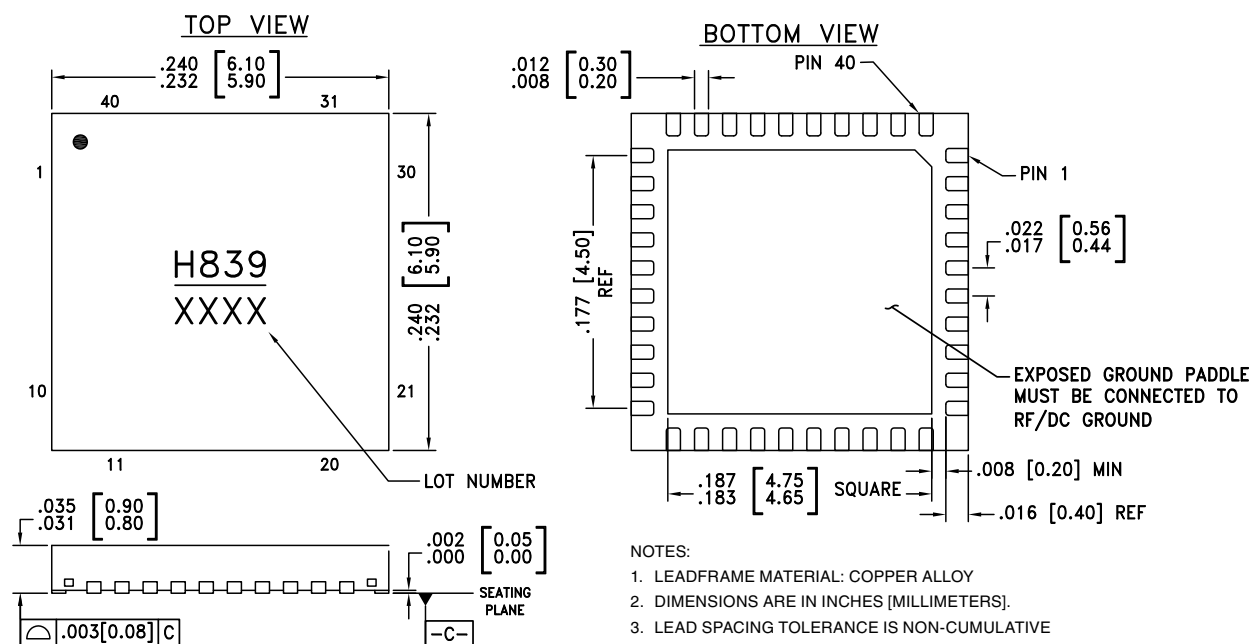 TOP VIEW
.240 [6.10]
.232 [5.90]
40 31
1 30
H839
XXXX
.240 [6.10]
.232 [5.90]
10 21
11 20
LOT NUMBER
.035 [0.90]
.031 [0.80]
.002 [0.05]
.000 [0.00]
SEATING
PLANE
.003[0.08] C
-C-
BOTTOM VIEW
.012 [0.30]
.008 [0.20]
PIN 40
PIN 1
.022 [0.56]
.017 [0.44]
.177 [4.50]
REF
EXPOSED GROUND PADDLE
MUST BE CONNECTED TO
RF/DC GROUND
.008 [0.20] MIN
.187 [4.75]
.183 [4.65]
SQUARE
.016 [0.40] REF
NOTES:
1. LEADFRAME MATERIAL: COPPER ALLOY
2. DIMENSIONS ARE IN INCHES [MILLIMETERS].
3. LEAD SPACING TOLERANCE IS NON-CUMULATIVE